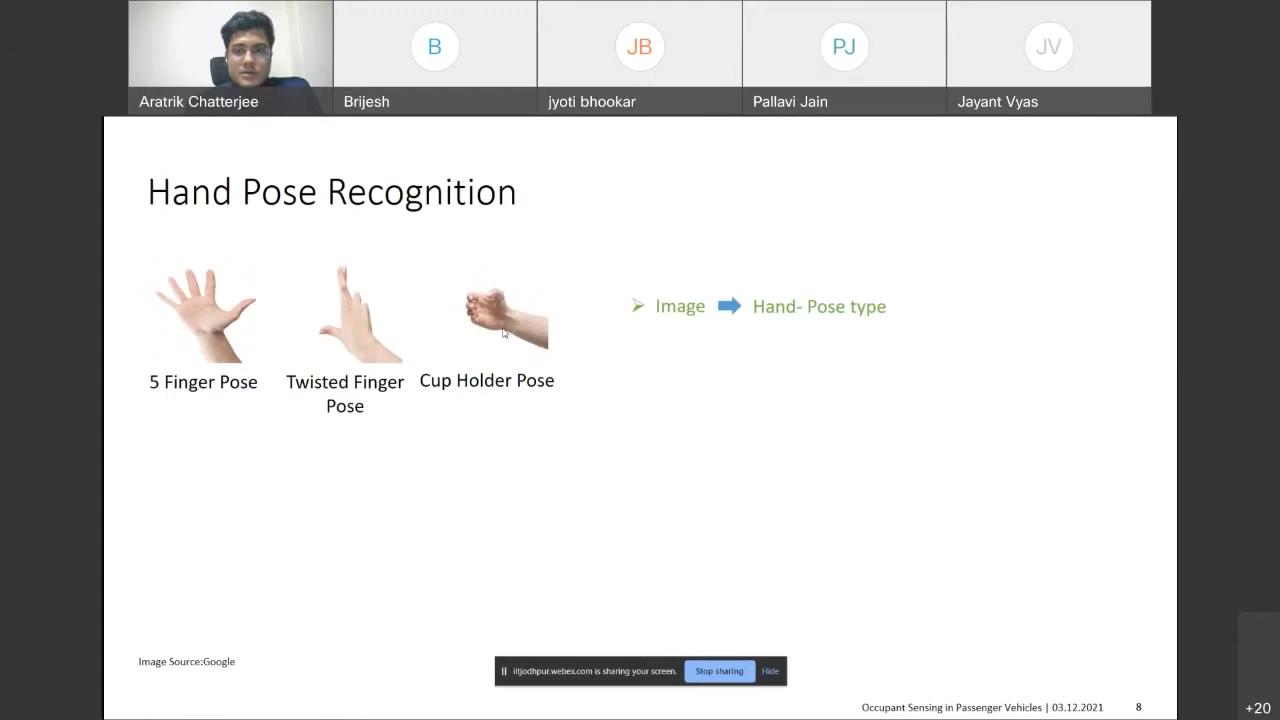 B
JB
PJ
JV
Aratrik Chatterjee
Brijesh
jyoti bhookar
Pallavi Jain
Jayant Vyas
Hand Pose Recognition
Image
Hand- Pose type
5 Finger Pose
Twisted Finger
Pose
Cup Holder Pose
Image Source:Google
iitjodhpur.webex.com is sharing your screen.
Stop sharing
Hide
Occupant Sensing in Passenger Vehicles | 03.12.2021
8
+20